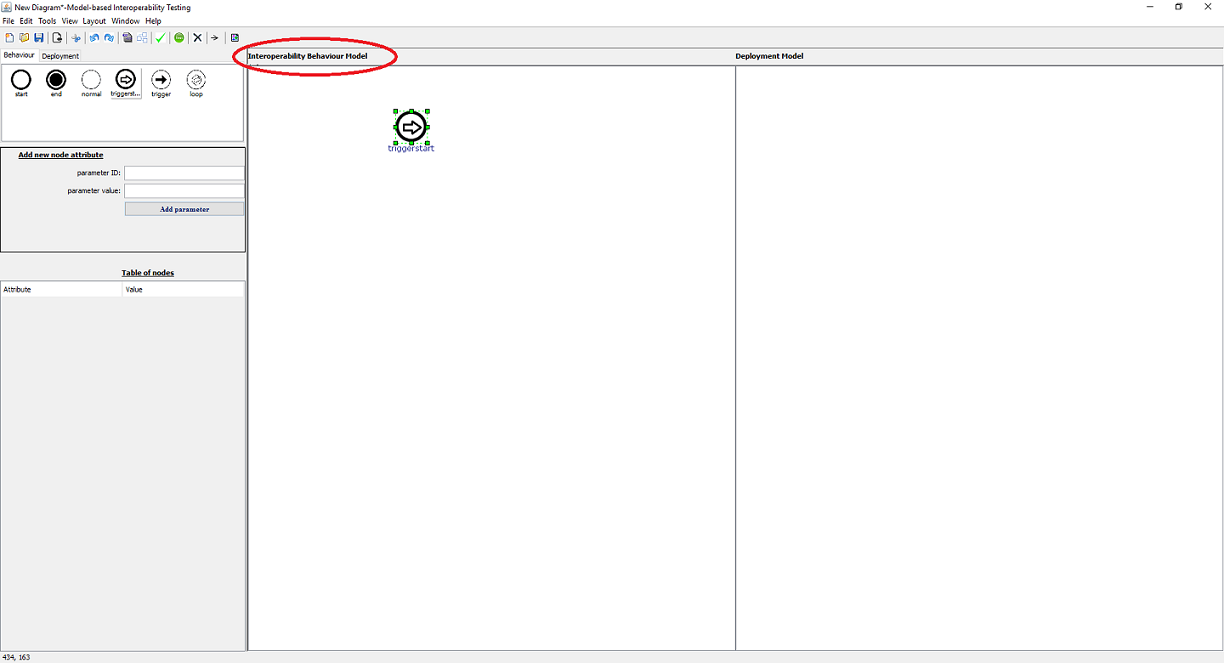 New Diagram*-Model-based Interoperability Testing
File Edit Tools View Layout Window Help
Behaviour Deployment
Interoperability Behaviour Model
Deployment Model
start end normal triggerst... trigger loop
triggerstart
Add new node attribute
parameter ID:
parameter value:
Add parameter
Table of nodes
Attribute Value
434, 163